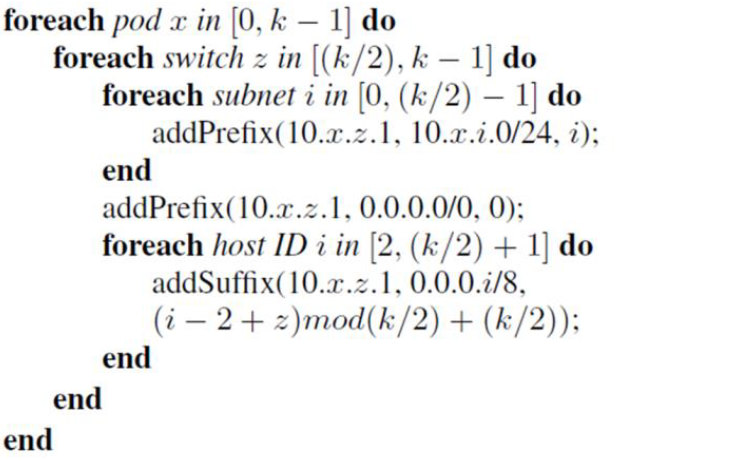 foreach pod x in [0, k − 1] do
foreach switch z in [(k/2), k − 1] do
foreach subnet i in [0, (k/2) − 1] do
addPrefix(10.x.z.1, 10.x.i.0/24, i);
end
addPrefix(10.x.z.1, 0.0.0.0/0, 0);
foreach host ID i in [2, (k/2) + 1] do
addSuffix(10.x.z.1, 0.0.0.i/8,
(i − 2 + z)mod(k/2) + (k/2));
end
end
end